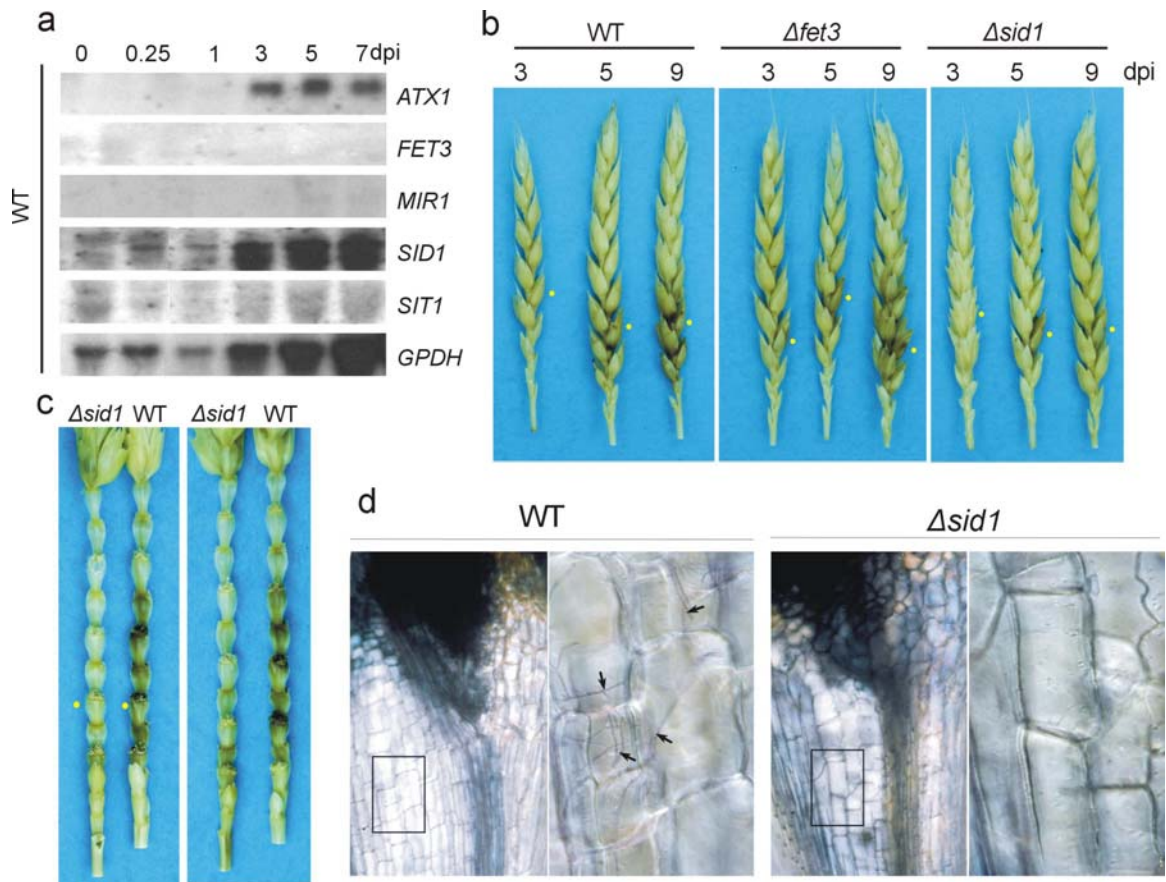 a
0 0.25 1 3 5 7dpi
WT
ATX1
FET3
MIR1
SID1
SIT1
GPDH
b
WT Δfet3 Δsid1
3 5 9 3 5 9 3 5 9 dpi
c
Δsid1 WT Δsid1 WT
d
WT Δsid1